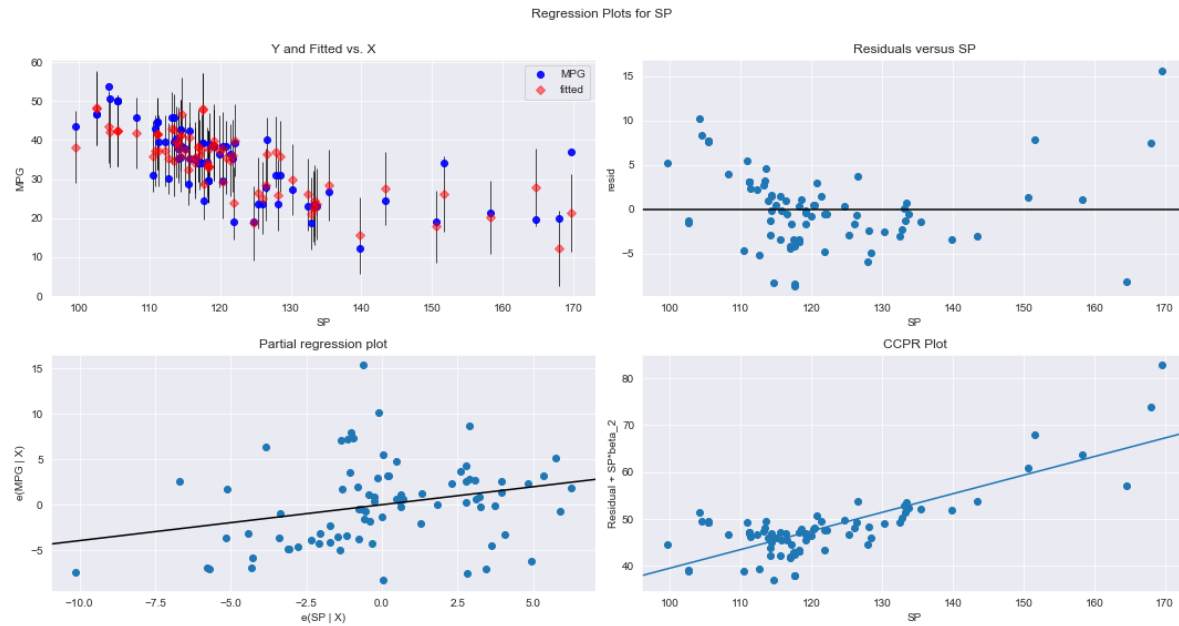 Regression Plots for SP
Y and Fitted vs. X
MPG
fitted
60
50
40
30
20
10
0
MPG
100 110 120 130 140 150 160 170
SP
Residuals versus SP
15
10
5
0
−5
resid
100 110 120 130 140 150 160 170
SP
Partial regression plot
15
10
5
0
−5
e(MPG | X)
−10.0 −7.5 −5.0 −2.5 0.0 2.5 5.0
e(SP | X)
CCPR Plot
80
70
60
50
40
Residual + SP*beta_2
100 110 120 130 140 150 160 170
SP